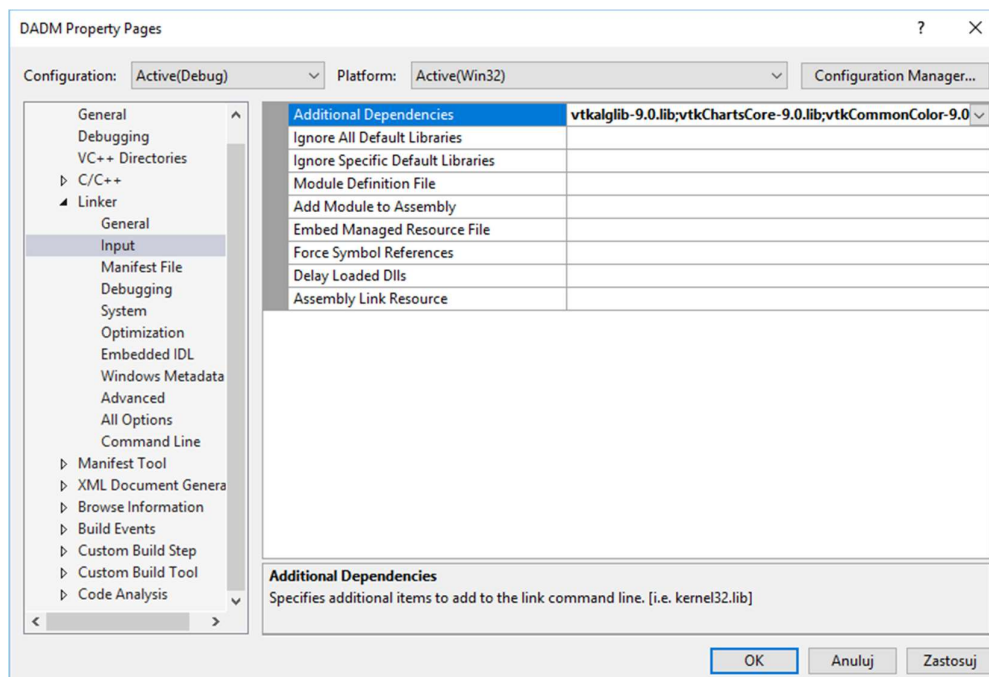 DADM Property Pages
Configuration: Active(Debug) Platform: Active(Win32) Configuration Manager...
General
Debugging
VC++ Directories
C/C++
Linker
General
Input
Manifest File
Debugging
System
Optimization
Embedded IDL
Windows Metadata
Advanced
All Options
Command Line
Manifest Tool
XML Document Genera
Browse Information
Build Events
Custom Build Step
Custom Build Tool
Code Analysis
Additional Dependencies vtkalglib-9.0.lib;vtkChartsCore-9.0.lib;vtkCommonColor-9.0
Ignore All Default Libraries
Ignore Specific Default Libraries
Module Definition File
Add Module to Assembly
Embed Managed Resource File
Force Symbol References
Delay Loaded Dlls
Assembly Link Resource
Additional Dependencies
Specifies additional items to add to the link command line. [i.e. kernel32.lib]
OK Anuluj Zastosuj